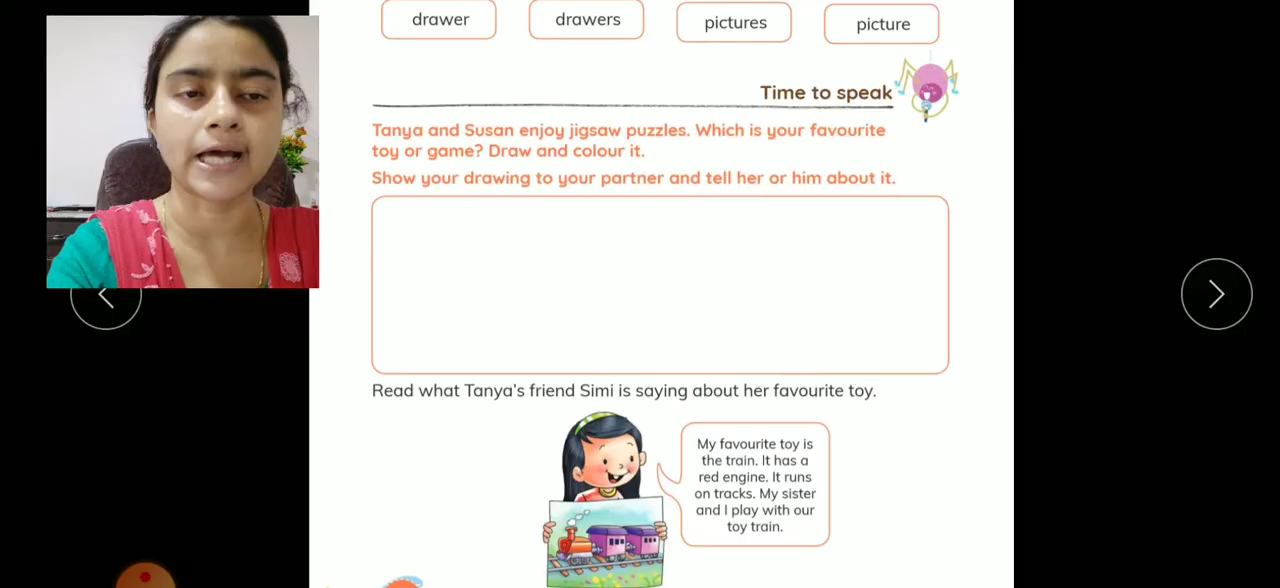 drawer drawers pictures picture
Time to speak
Tanya and Susan enjoy jigsaw puzzles. Which is your favourite
toy or game? Draw and colour it.
Show your drawing to your partner and tell her or him about it.
Read what Tanya's friend Simi is saying about her favourite toy.
My favourite toy is
the train. It has a
red engine. It runs
on tracks. My sister
and I play with our
toy train.